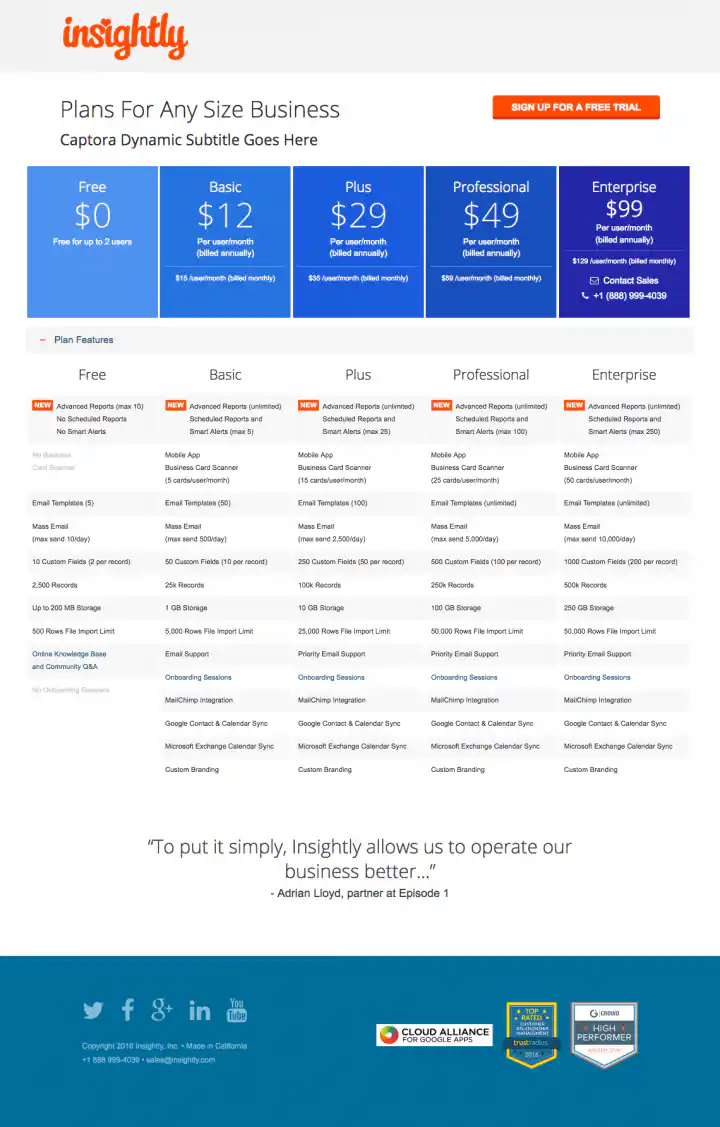 insightly
Plans For Any Size Business
SIGN UP FOR A FREE TRIAL
Captora Dynamic Subtitle Goes Here
Free
$0
Free for up to 2 users
Basic
$12
Per user/month
(billed annually)
$15 /user/month (billed monthly)
Plus
$29
Per user/month
(billed annually)
$35 /user/month (billed monthly)
Professional
$49
Per user/month
(billed annually)
$59 /user/month (billed monthly)
Enterprise
$99
Per user/month
(billed annually)
$129 /user/month (billed monthly)
Contact Sales
+1 (888) 999-4039
– Plan Features
Free
NEW Advanced Reports (max 10)
No Scheduled Reports
No Smart Alerts
No Business
Card Scanner
Email Templates (5)
Mass Email
(max send 10/day)
10 Custom Fields (2 per record)
2,500 Records
Up to 200 MB Storage
500 Rows File Import Limit
Online Knowledge Base
and Community Q&A
No Onboarding Sessions
Basic
NEW Advanced Reports (unlimited)
Scheduled Reports and
Smart Alerts (max 5)
Mobile App
Business Card Scanner
(5 cards/user/month)
Email Templates (50)
Mass Email
(max send 500/day)
50 Custom Fields (10 per record)
25k Records
1 GB Storage
5,000 Rows File Import Limit
Email Support
Onboarding Sessions
MailChimp Integration
Google Contact & Calendar Sync
Microsoft Exchange Calendar Sync
Custom Branding
Plus
NEW Advanced Reports (unlimited)
Scheduled Reports and
Smart Alerts (max 25)
Mobile App
Business Card Scanner
(15 cards/user/month)
Email Templates (100)
Mass Email
(max send 2,500/day)
250 Custom Fields (50 per record)
100k Records
10 GB Storage
25,000 Rows File Import Limit
Priority Email Support
Onboarding Sessions
MailChimp Integration
Google Contact & Calendar Sync
Microsoft Exchange Calendar Sync
Custom Branding
Professional
NEW Advanced Reports (unlimited)
Scheduled Reports and
Smart Alerts (max 100)
Mobile App
Business Card Scanner
(25 cards/user/month)
Email Templates (unlimited)
Mass Email
(max send 5,000/day)
500 Custom Fields (100 per record)
250k Records
100 GB Storage
50,000 Rows File Import Limit
Priority Email Support
Onboarding Sessions
MailChimp Integration
Google Contact & Calendar Sync
Microsoft Exchange Calendar Sync
Custom Branding
Enterprise
NEW Advanced Reports (unlimited)
Scheduled Reports and
Smart Alerts (max 250)
Mobile App
Business Card Scanner
(50 cards/user/month)
Email Templates (unlimited)
Mass Email
(max send 10,000/day)
1000 Custom Fields (200 per record)
500k Records
250 GB Storage
50,000 Rows File Import Limit
Priority Email Support
Onboarding Sessions
MailChimp Integration
Google Contact & Calendar Sync
Microsoft Exchange Calendar Sync
Custom Branding
“To put it simply, Insightly allows us to operate our
business better...”
- Adrian Lloyd, partner at Episode 1
You
Tube
Copyright 2016 Insightly, Inc. • Made in California
+1 888 999-4039 • sales@insightly.com
CLOUD ALLIANCE
FOR GOOGLE APPS
TOP
RATED
CUSTOMER
RELATIONSHIP
MANAGEMENT
trustradius
2016
CROWD
HIGH
PERFORMER